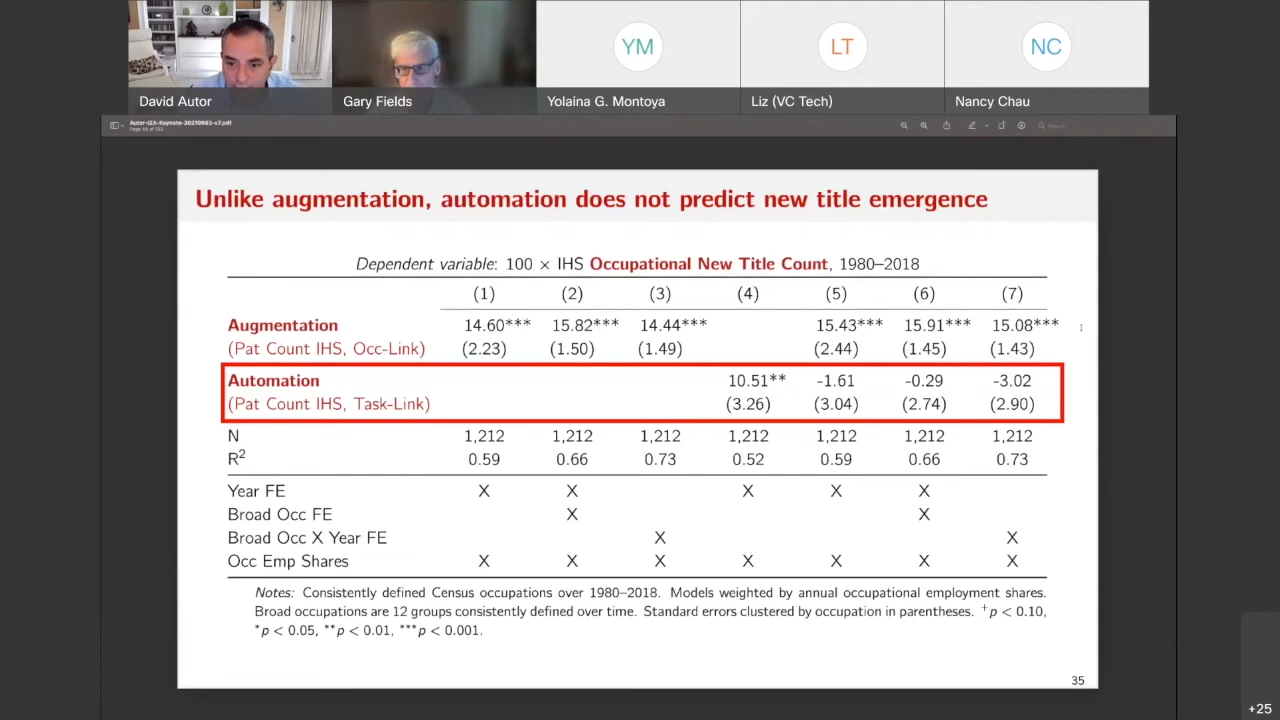 YM
LT
NC
David Autor
Gary Fields
Yolaina G. Montoya
Liz (VC Tech)
Nancy Chau
Unlike augmentation, automation does not predict new title emergence
Dependent variable: 100 × IHS Occupational New Title Count, 1980–2018
(1) (2) (3) (4) (5) (6) (7)
Augmentation 14.60*** 15.82*** 14.44*** 15.43*** 15.91*** 15.08***
(Pat Count IHS, Occ-Link) (2.23) (1.50) (1.49) (2.44) (1.45) (1.43)
Automation 10.51** -1.61 -0.29 -3.02
(Pat Count IHS, Task-Link) (3.26) (3.04) (2.74) (2.90)
N 1,212 1,212 1,212 1,212 1,212 1,212 1,212
R² 0.59 0.66 0.73 0.52 0.59 0.66 0.73
Year FE X X X X X
Broad Occ FE X X
Broad Occ X Year FE X X
Occ Emp Shares X X X X X X X
Notes: Consistently defined Census occupations over 1980–2018. Models weighted by annual occupational employment shares.
Broad occupations are 12 groups consistently defined over time. Standard errors clustered by occupation in parentheses. +p < 0.10,
*p < 0.05, **p < 0.01, ***p < 0.001.
35
+25